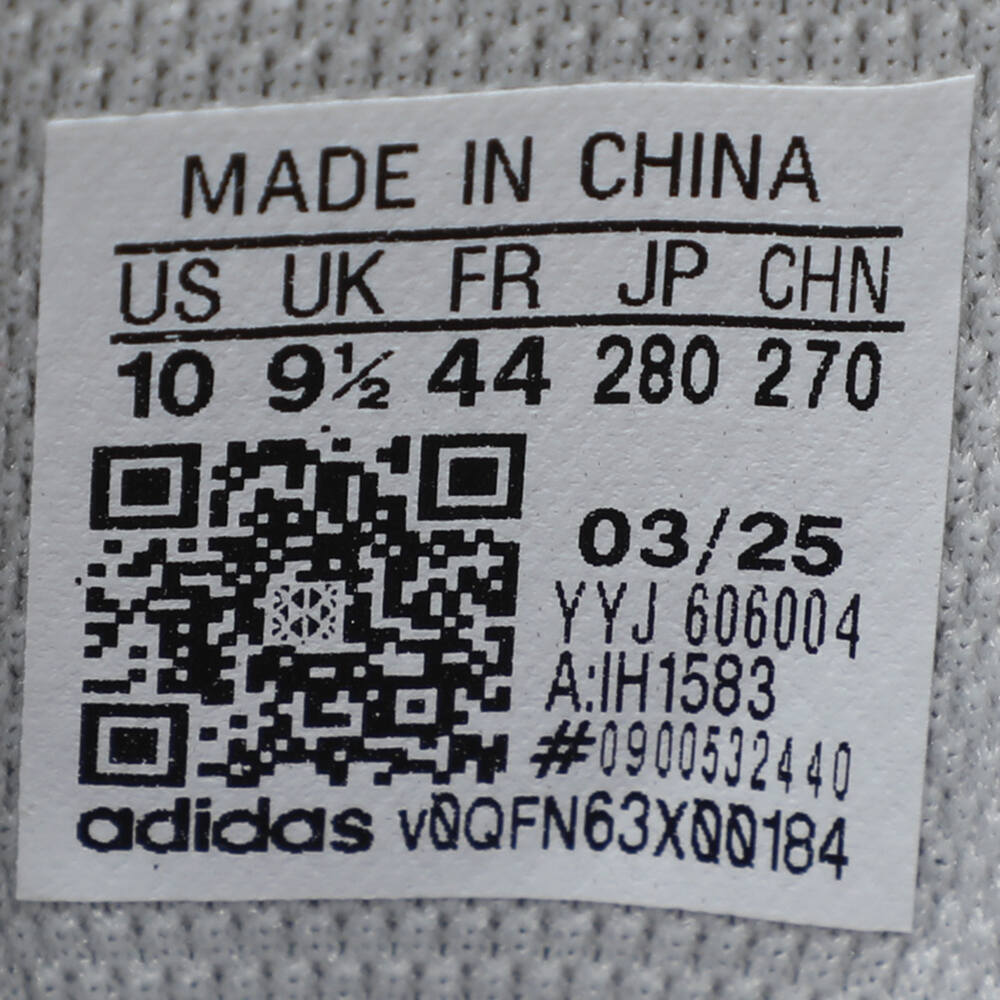 MADE IN CHINA
US UK FR JP CHN
10 9½ 44 280 270
03/25
YYJ 606004
A:IH1583
#0900532440
adidas v0QFN63X00184